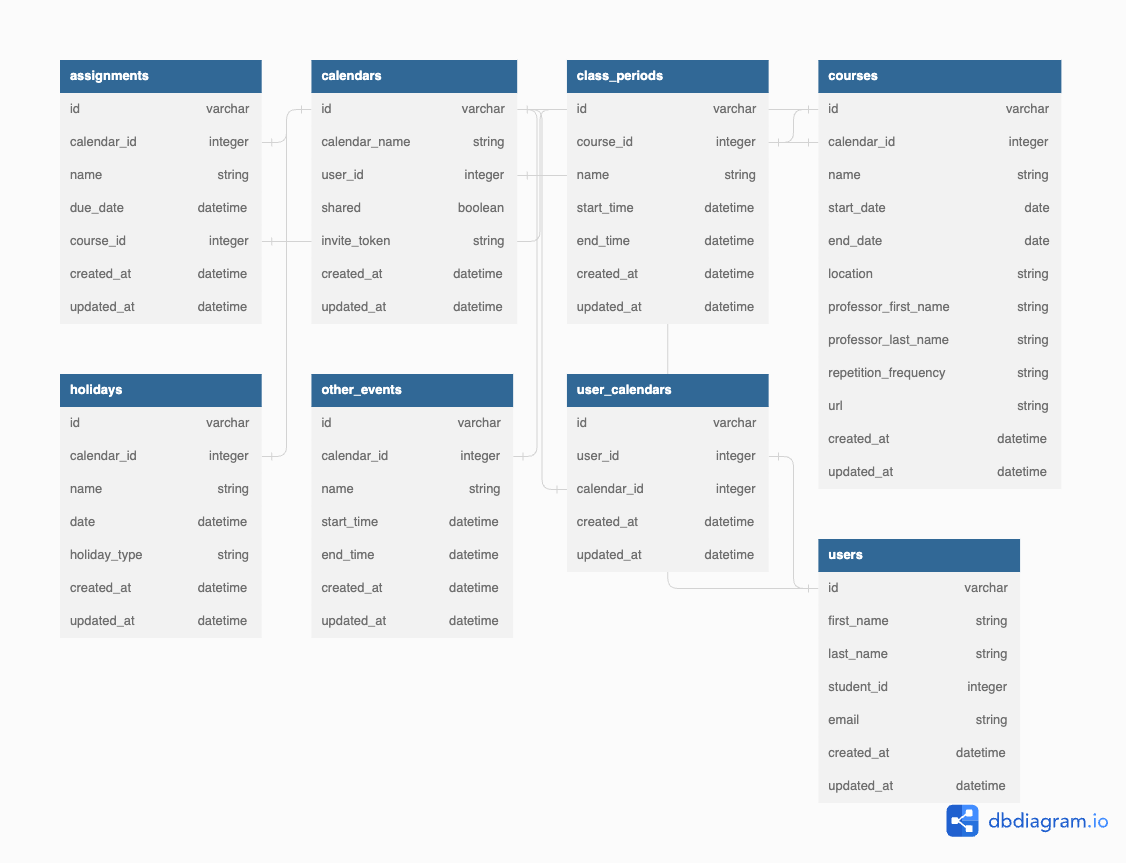 assignments
id varchar
calendar_id integer
name string
due_date datetime
course_id integer
created_at datetime
updated_at datetime
calendars
id varchar
calendar_name string
user_id integer
shared boolean
invite_token string
created_at datetime
updated_at datetime
class_periods
id varchar
course_id integer
name string
start_time datetime
end_time datetime
created_at datetime
updated_at datetime
courses
id varchar
calendar_id integer
name string
start_date date
end_date date
location string
professor_first_name string
professor_last_name string
repetition_frequency string
url string
created_at datetime
updated_at datetime
holidays
id varchar
calendar_id integer
name string
date datetime
holiday_type string
created_at datetime
updated_at datetime
other_events
id varchar
calendar_id integer
name string
start_time datetime
end_time datetime
created_at datetime
updated_at datetime
user_calendars
id varchar
user_id integer
calendar_id integer
created_at datetime
updated_at datetime
users
id varchar
first_name string
last_name string
student_id integer
email string
created_at datetime
updated_at datetime
dbdiagram.io